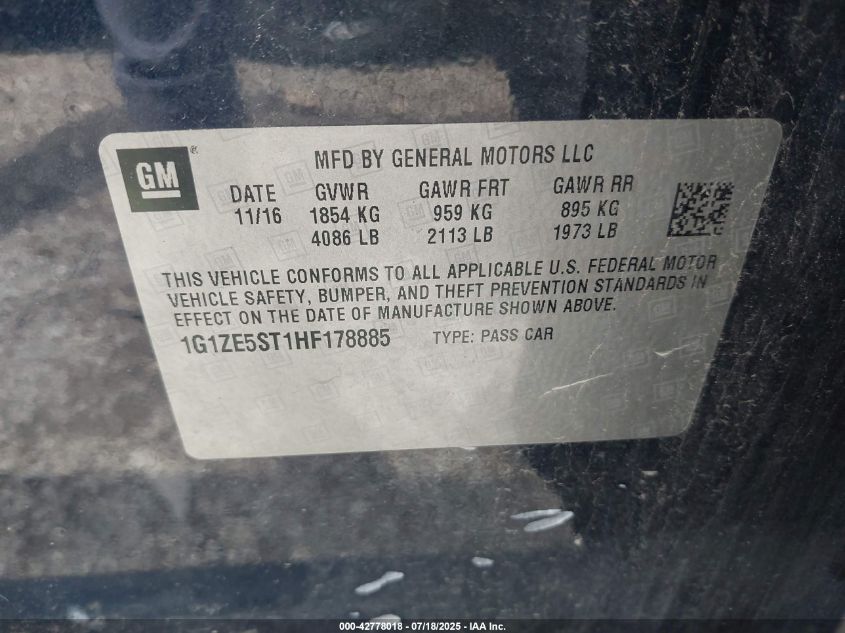 GM
MFD BY GENERAL MOTORS LLC
DATE GVWR GAWR FRT GAWR RR
11/16 1854 KG 959 KG 895 KG
4086 LB 2113 LB 1973 LB
THIS VEHICLE CONFORMS TO ALL APPLICABLE U.S. FEDERAL MOTOR
VEHICLE SAFETY, BUMPER, AND THEFT PREVENTION STANDARDS IN
EFFECT ON THE DATE OF MANUFACTURE SHOWN ABOVE.
1G1ZE5ST1HF178885 TYPE: PASS CAR
000-42778018 - 07/18/2025 - IAA Inc.